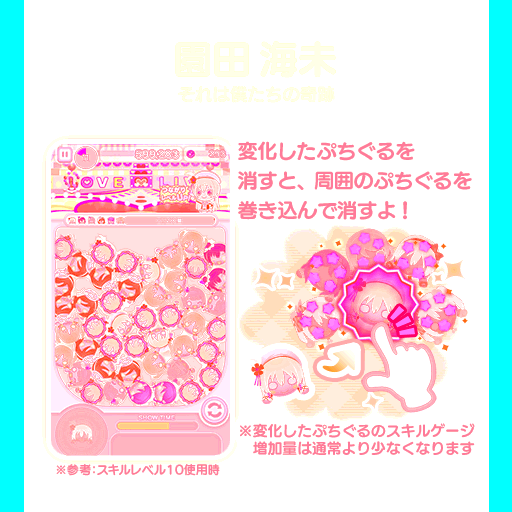 園田 海未
それは僕たちの奇跡
変化したぷちぐるを
消すと、周囲のぷちぐるを
巻き込んで消すよ！
LOVE LIVE
SHOW TIME
※変化したぷちぐるのスキルゲージ
増加量は通常より少なくなります
※参考：スキルレベル10使用時